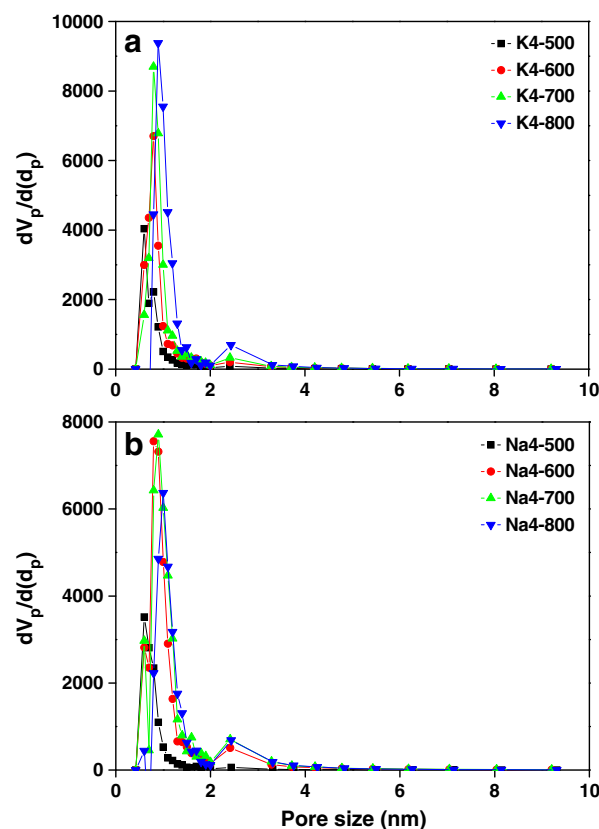 a
K4-500
K4-600
K4-700
K4-800
10000
8000
6000
4000
2000
0
dVp/d(dp)
0 2 4 6 8 10
b
Na4-500
Na4-600
Na4-700
Na4-800
8000
6000
4000
2000
0
dVp/d(dp)
0 2 4 6 8 10
Pore size (nm)